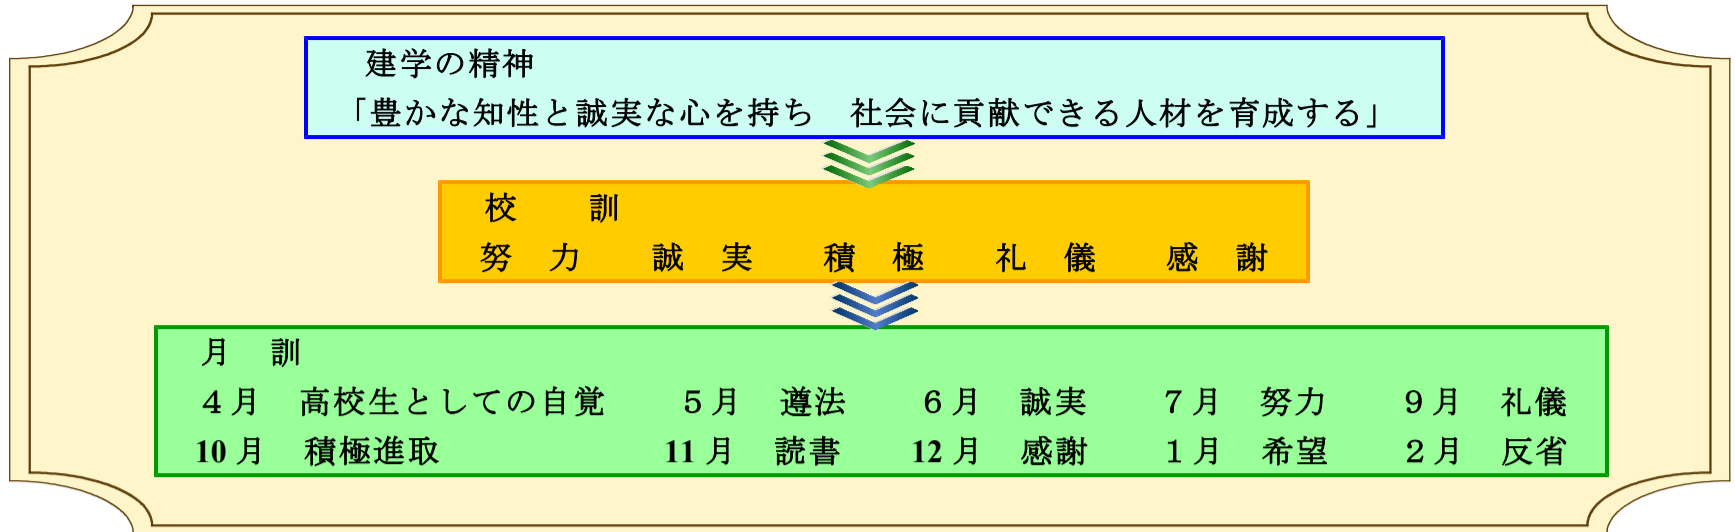 建学の精神
「豊かな知性と誠実な心を持ち　社会に貢献できる人材を育成する」
校　　訓
努　力　　誠　実　　積　極　　礼　儀　　感　謝
月　訓
４月　高校生としての自覚　　５月　遵法　　６月　誠実　　７月　努力　　９月　礼儀
10月　積極進取　　　　　　　11月　読書　　12月　感謝　　１月　希望　　２月　反省